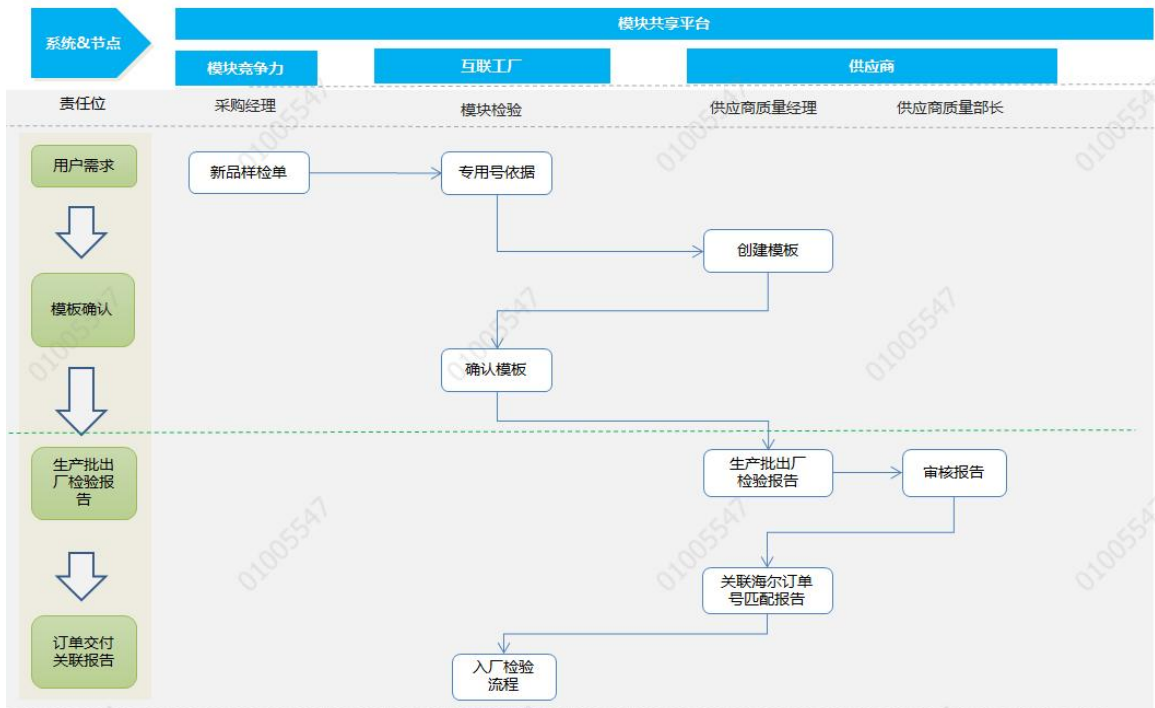 系统&节点
模块共享平台
模块竞争力
互联工厂
供应商
责任位
采购经理
模块检验
供应商质量经理
供应商质量部长
用户需求
新品样检单
专用号依据
创建模板
模板确认
确认模板
生产批出
厂检验报
告
生产批出厂
检验报告
审核报告
关联海尔订单
号匹配报告
订单交付
关联报告
入厂检验
流程
01005547
01005547
01005547
01005547
01005547
01005547
01005547
01005547
01005547